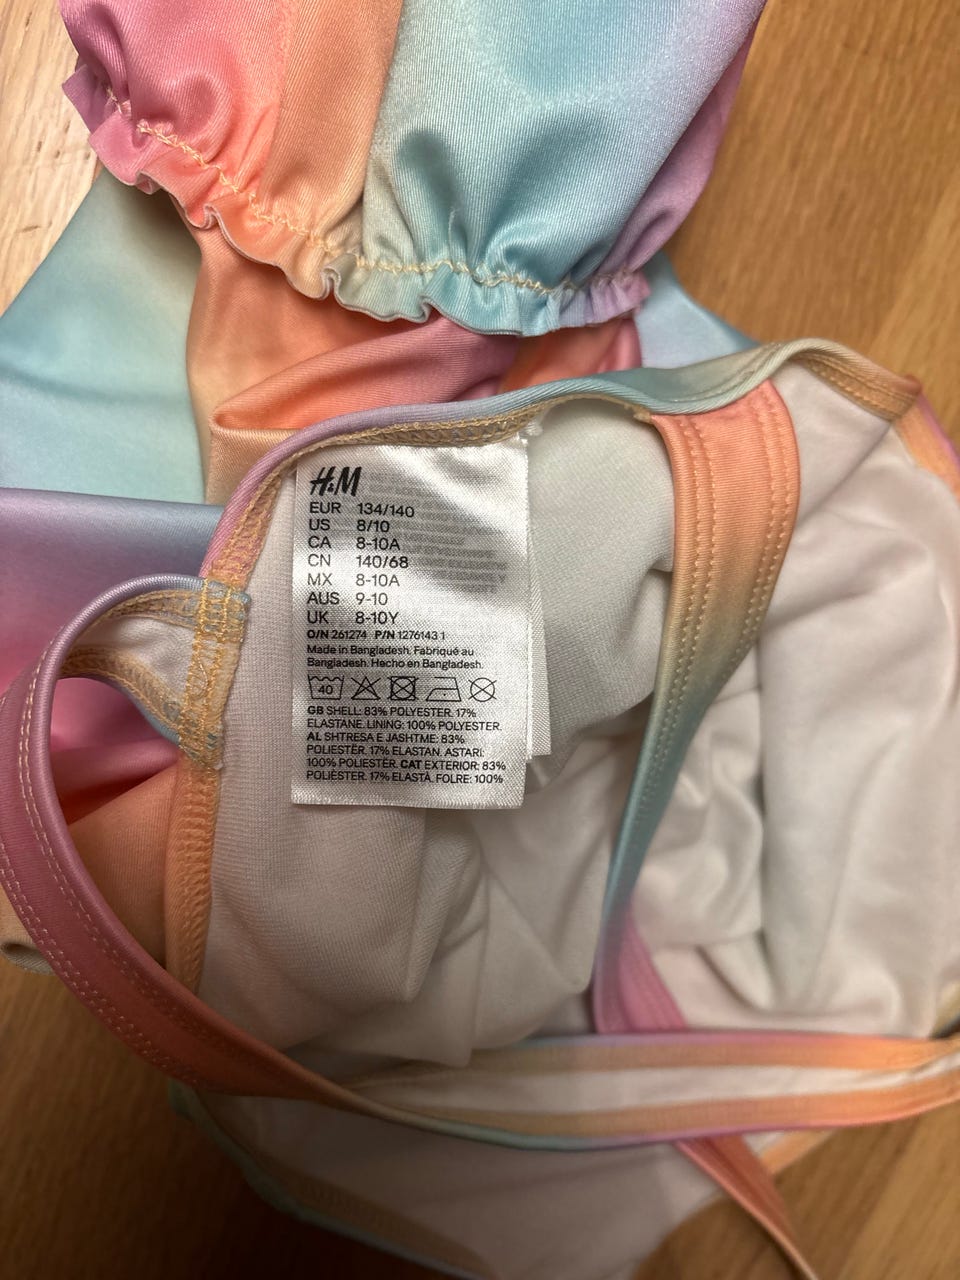 H&M
EUR 134/140
US 8/10
CA 8-10A
CN 140/68
MX 8-10A
AUS 9-10
UK 8-10Y
O/N 261274 P/N 1276143 1
Made in Bangladesh. Fabriqué au
Bangladesh. Hecho en Bangladesh.
40
GB SHELL: 83% POLYESTER. 17%
ELASTANE. LINING: 100% POLYESTER.
AL SHTRESA E JASHTME: 83%
POLIESTËR. 17% ELASTAN. ASTARI:
100% POLIESTËR. CAT EXTERIOR: 83%
POLIÈSTER. 17% ELASTÀ. FOLRE: 100%